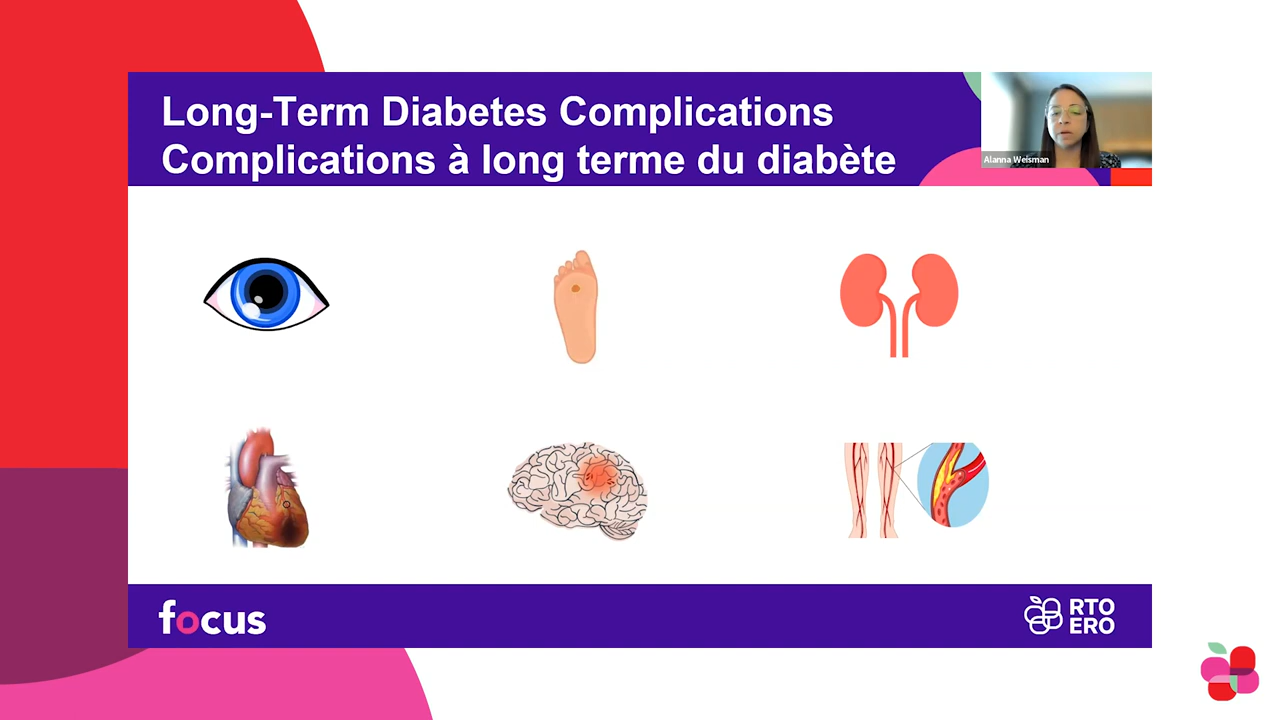 Long-Term Diabetes Complications
Complications à long terme du diabète
Alanna Weisman
focus
RTO
ERO